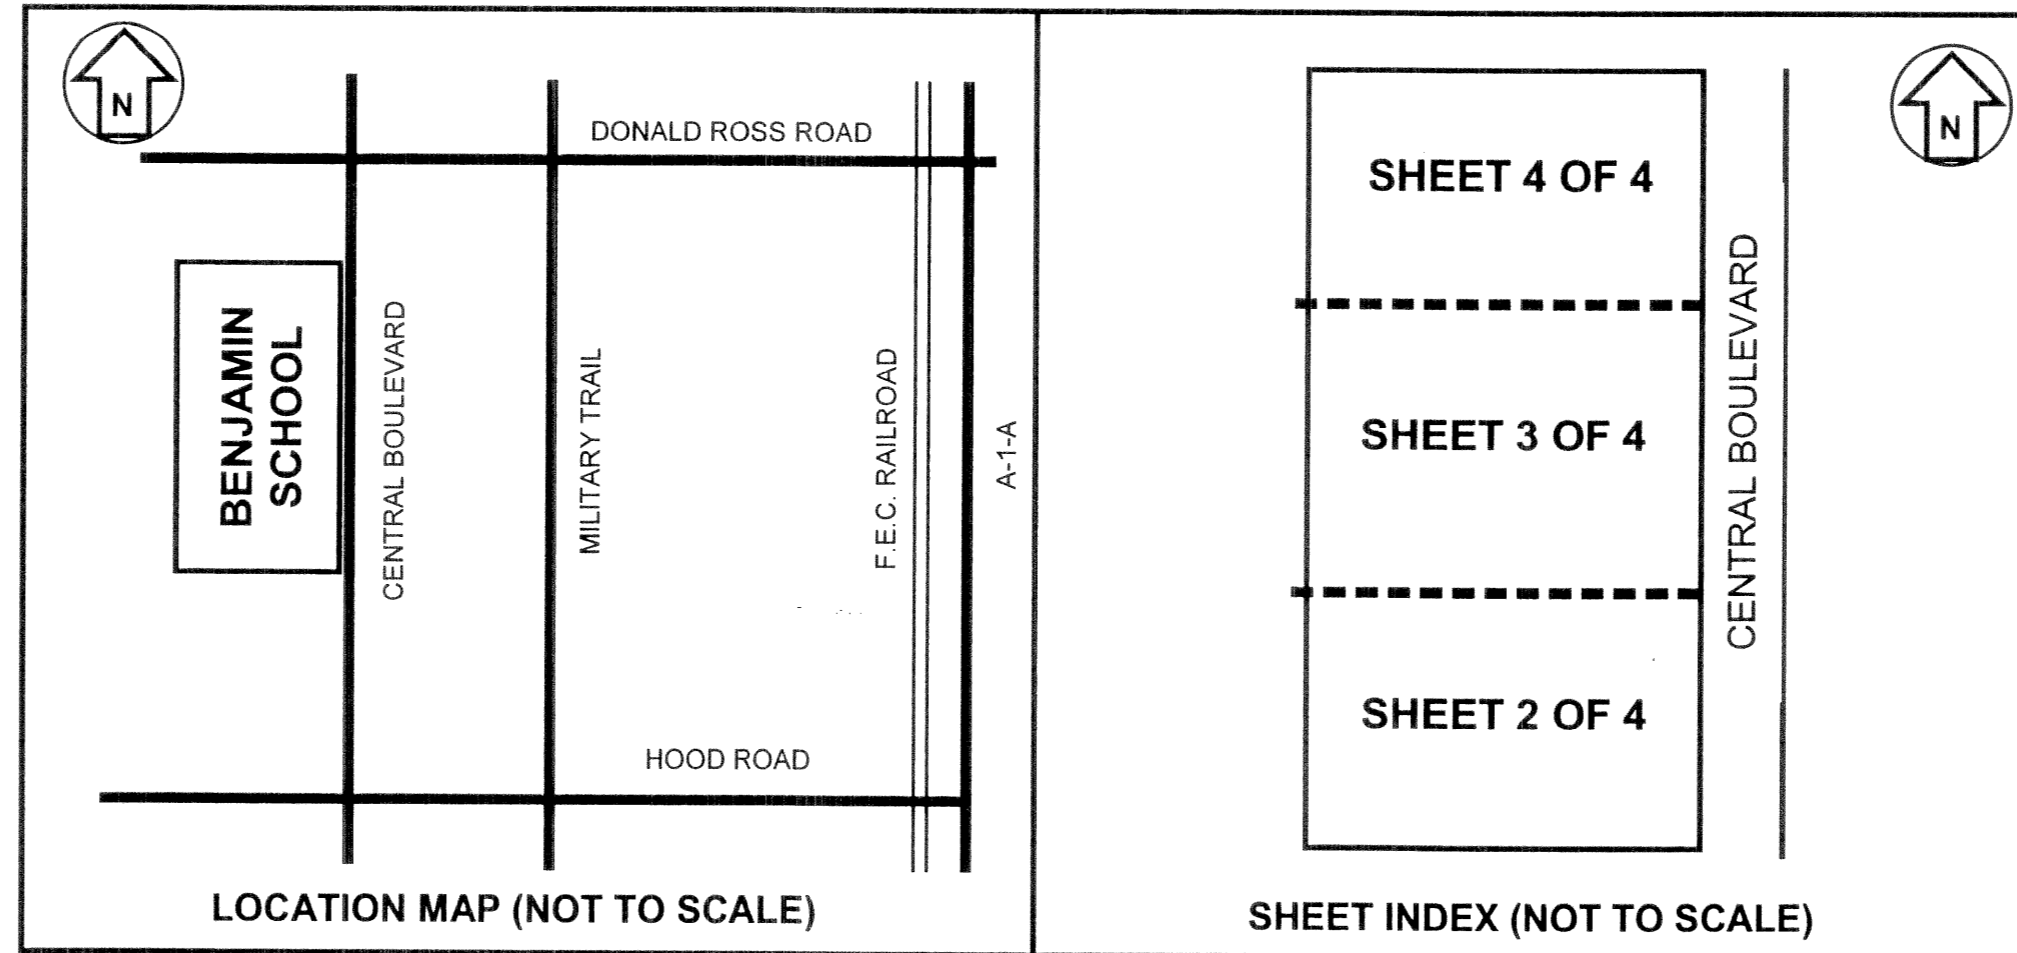 N
DONALD ROSS ROAD
BENJAMIN
SCHOOL
CENTRAL BOULEVARD
MILITARY TRAIL
F.E.C. RAILROAD
A-1-A
HOOD ROAD
LOCATION MAP (NOT TO SCALE)
N
SHEET 4 OF 4
SHEET 3 OF 4
SHEET 2 OF 4
CENTRAL BOULEVARD
SHEET INDEX (NOT TO SCALE)